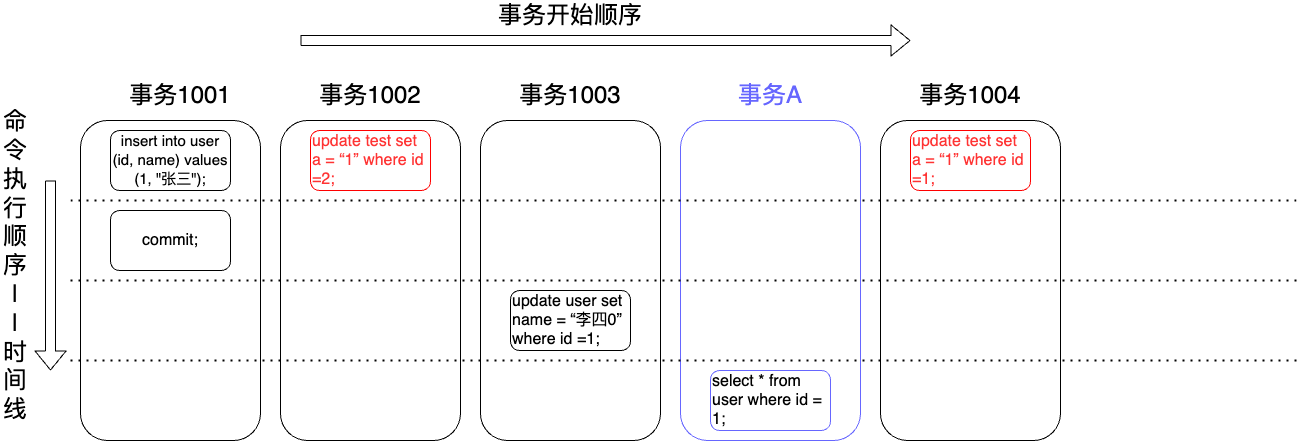 事务开始顺序
事务1001
事务1002
事务1003
事务A
事务1004
命令执行顺序——时间线
insert into user
(id, name) values
(1, "张三");
update test set
a = “1” where id
=2;
update test set
a = “1” where id
=1;
commit;
update user set
name = “李四0”
where id =1;
select * from
user where id =
1;